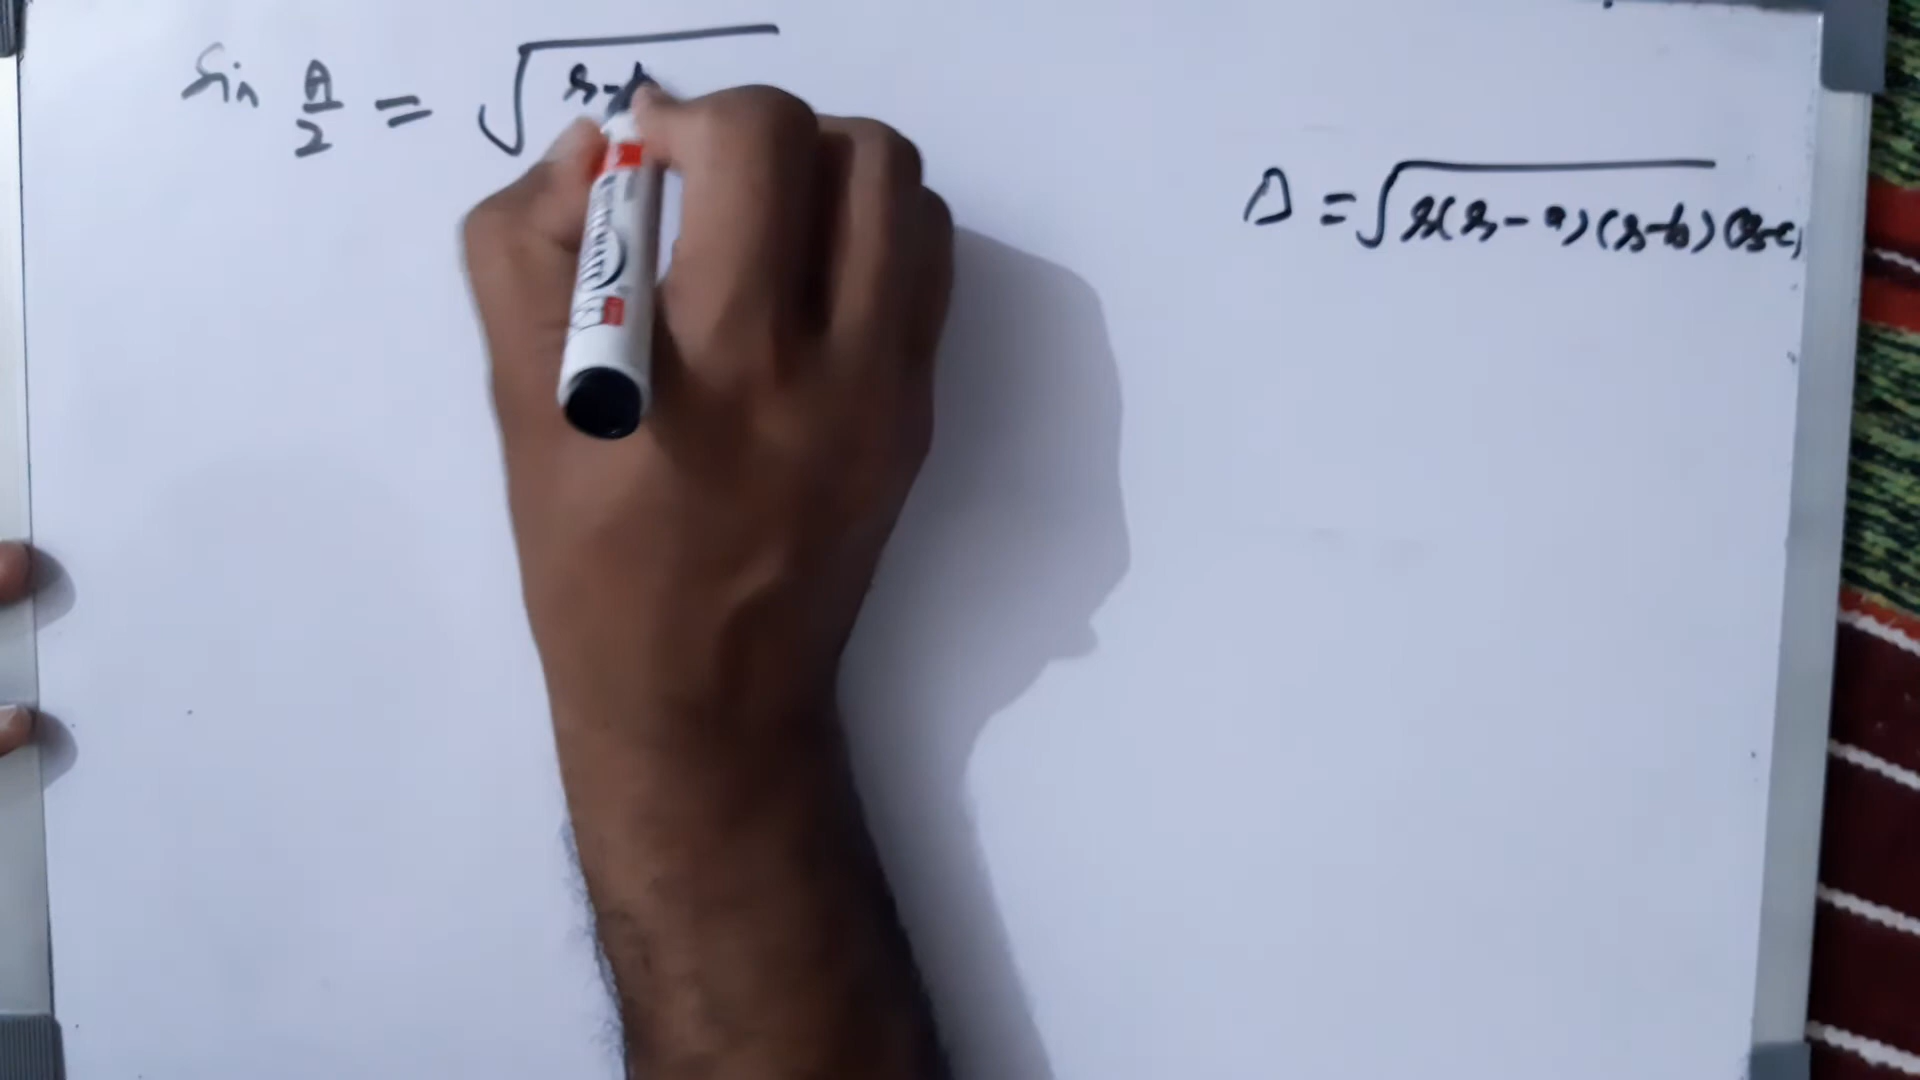 sin A/2 = √ s-b
Δ = √s(s-a)(s-b)(s-c)